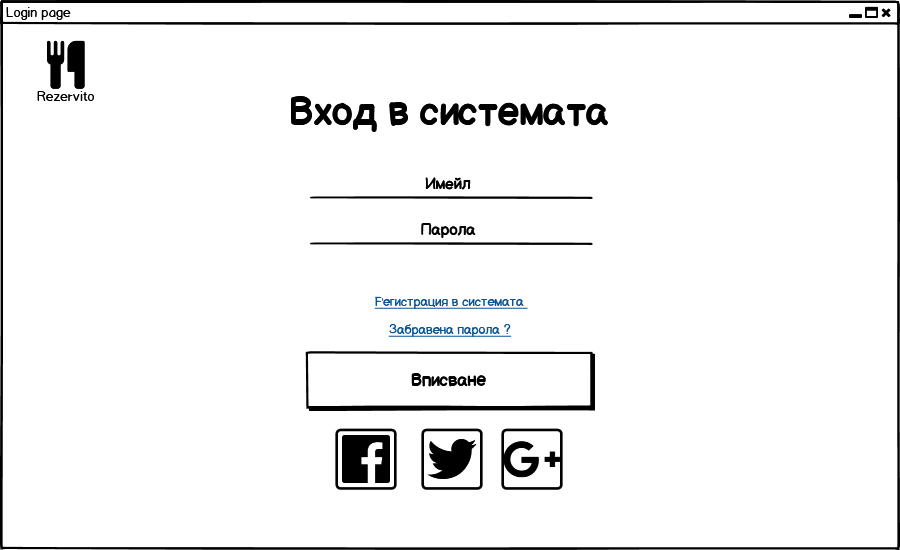 Login page
Rezervito
Вход в системата
Имейл
Парола
Регистрация в системата
Забравена парола ?
Вписване
G+